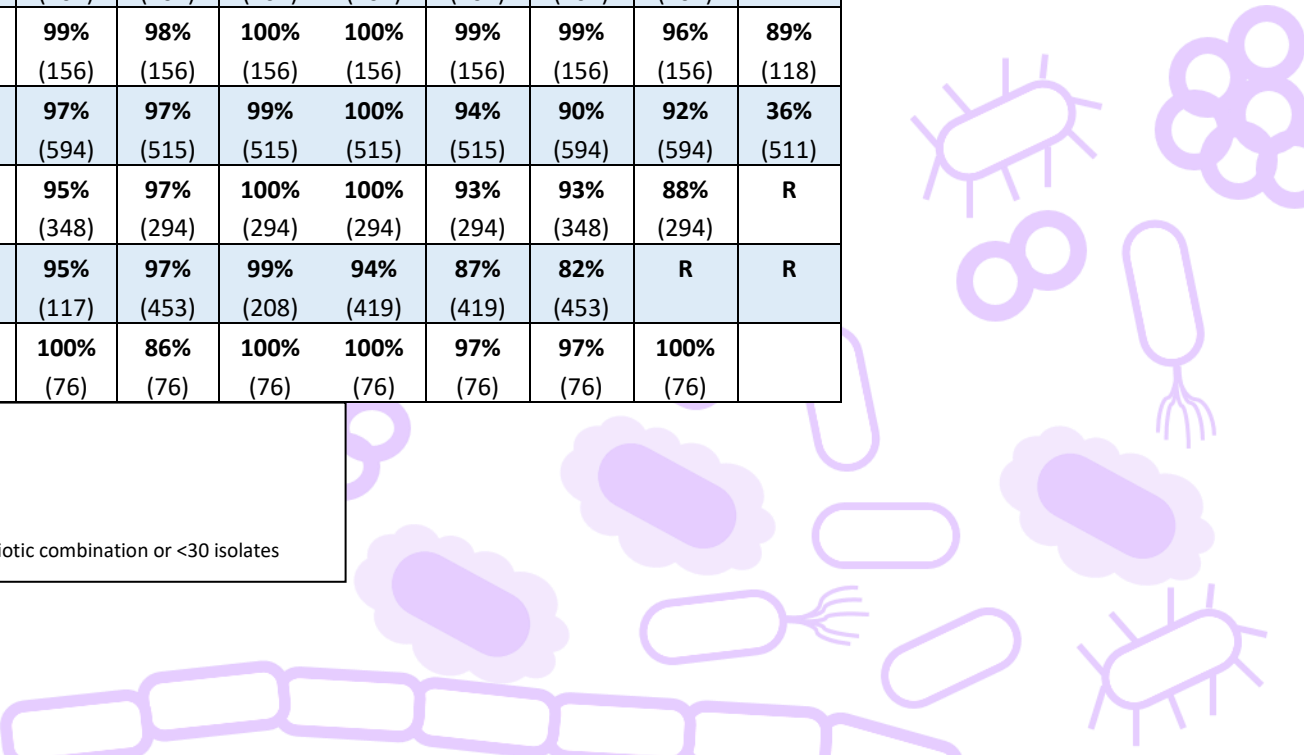 99% 98% 100% 100% 99% 99% 96% 89%
(156) (156) (156) (156) (156) (156) (156) (118)
97% 97% 99% 100% 94% 90% 92% 36%
(594) (515) (515) (515) (515) (594) (594) (511)
95% 97% 100% 100% 93% 93% 88% R
(348) (294) (294) (294) (294) (348) (294)
95% 97% 99% 94% 87% 82% R R
(117) (453) (208) (419) (419) (453)
100% 86% 100% 100% 97% 97% 100%
(76) (76) (76) (76) (76) (76) (76)
iotic combination or <30 isolates